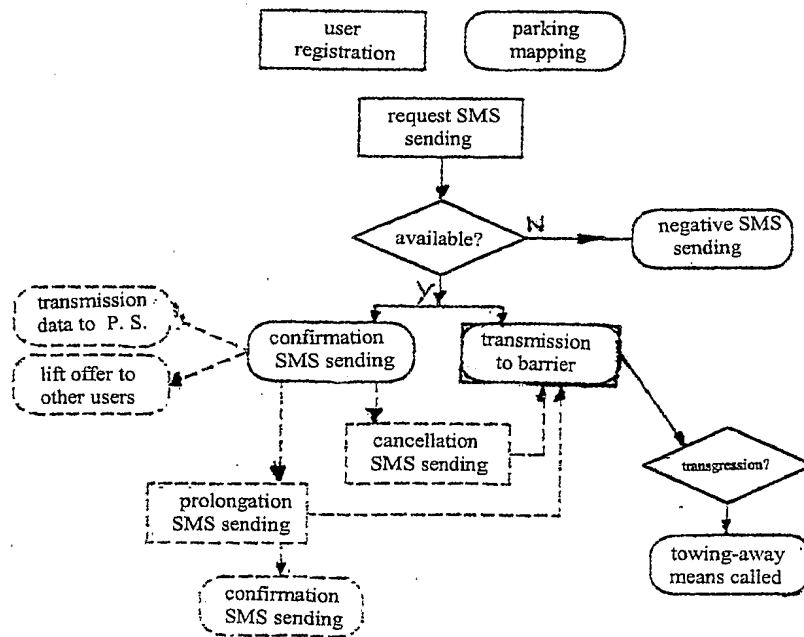 user
registration
parking
mapping
request SMS
sending
available?
N
negative SMS
sending
Y
transmission
data to P. S.
confirmation
SMS sending
transmission
to barrier
lift offer to
other users
cancellation
SMS sending
transgression?
prolongation
SMS sending
towing-away
means called
confirmation
SMS sending